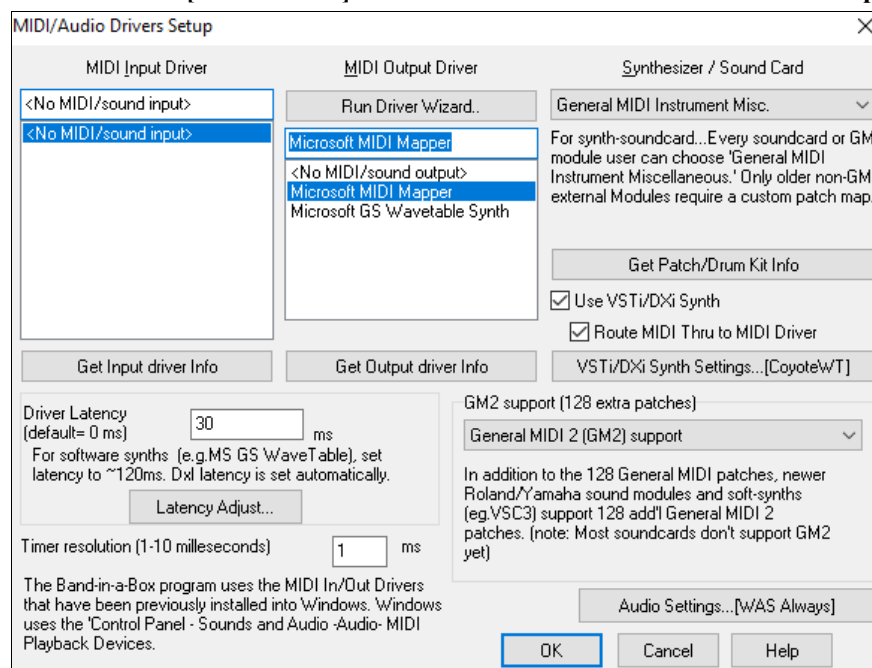 MIDI/Audio Drivers Setup
MIDI Input Driver
<No MIDI/sound input>
<No MIDI/sound input>
Get Input driver Info
MIDI Output Driver
Run Driver Wizard..
Microsoft MIDI Mapper
<No MIDI/sound output>
Microsoft MIDI Mapper
Microsoft GS Wavetable Synth
Get Output driver Info
Synthesizer / Sound Card
General MIDI Instrument Misc.
For synth-soundcard...Every soundcard or GM
module user can choose 'General MIDI
Instrument Miscellaneous.' Only older non-GM
external Modules require a custom patch map.
Get Patch/Drum Kit Info
Use VSTi/DXi Synth
Route MIDI Thru to MIDI Driver
VSTi/DXi Synth Settings...[CoyoteWT]
Driver Latency
(default= 0 ms)
30
ms
For software synths (e.g.MS GS WaveTable), set
latency to ~120ms. DxI latency is set automatically.
Latency Adjust...
Timer resolution (1-10 milleseconds)
1
ms
The Band-in-a-Box program uses the MIDI In/Out Drivers
that have been previously installed into Windows. Windows
uses the 'Control Panel - Sounds and Audio -Audio- MIDI
Playback Devices.
GM2 support (128 extra patches)
General MIDI 2 (GM2) support
In addition to the 128 General MIDI patches, newer
Roland/Yamaha sound modules and soft-synths
(eg.VSC3) support 128 add'l General MIDI 2
patches. (note: Most soundcards don't support GM2
yet)
Audio Settings...[WAS Always]
OK
Cancel
Help